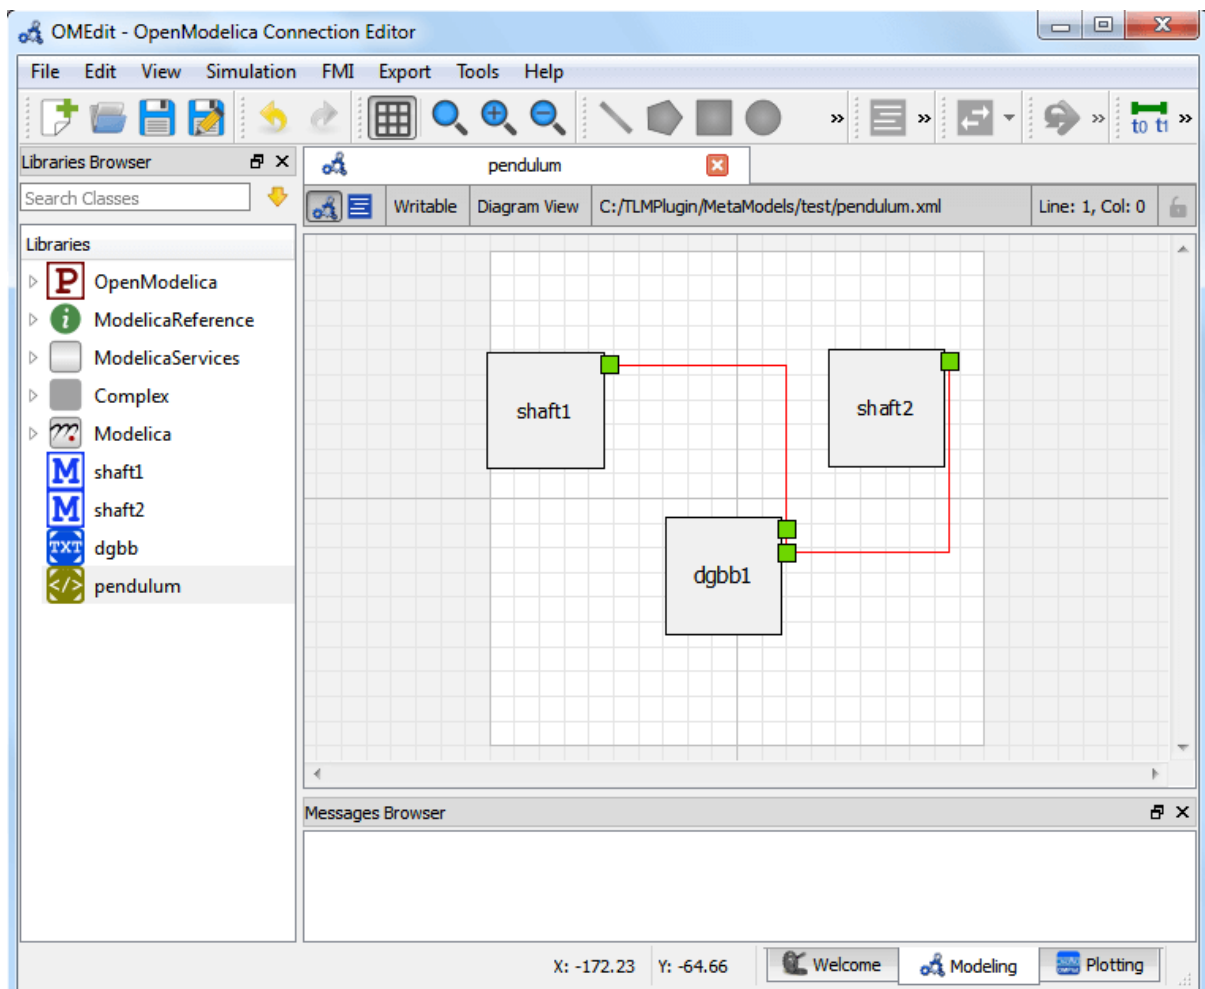 OMEdit - OpenModelica Connection Editor
File Edit View Simulation FMI Export Tools Help
» » » t0 t1 »
Libraries Browser
pendulum
Search Classes
Writable Diagram View C:/TLMPlugin/MetaModels/test/pendulum.xml Line: 1, Col: 0
Libraries
P OpenModelica
i ModelicaReference
ModelicaServices
Complex
m Modelica
M shaft1
M shaft2
TXT dgbb
</> pendulum
shaft1
shaft2
dgbb1
Messages Browser
X: -172.23 Y: -64.66 Welcome Modeling Plotting